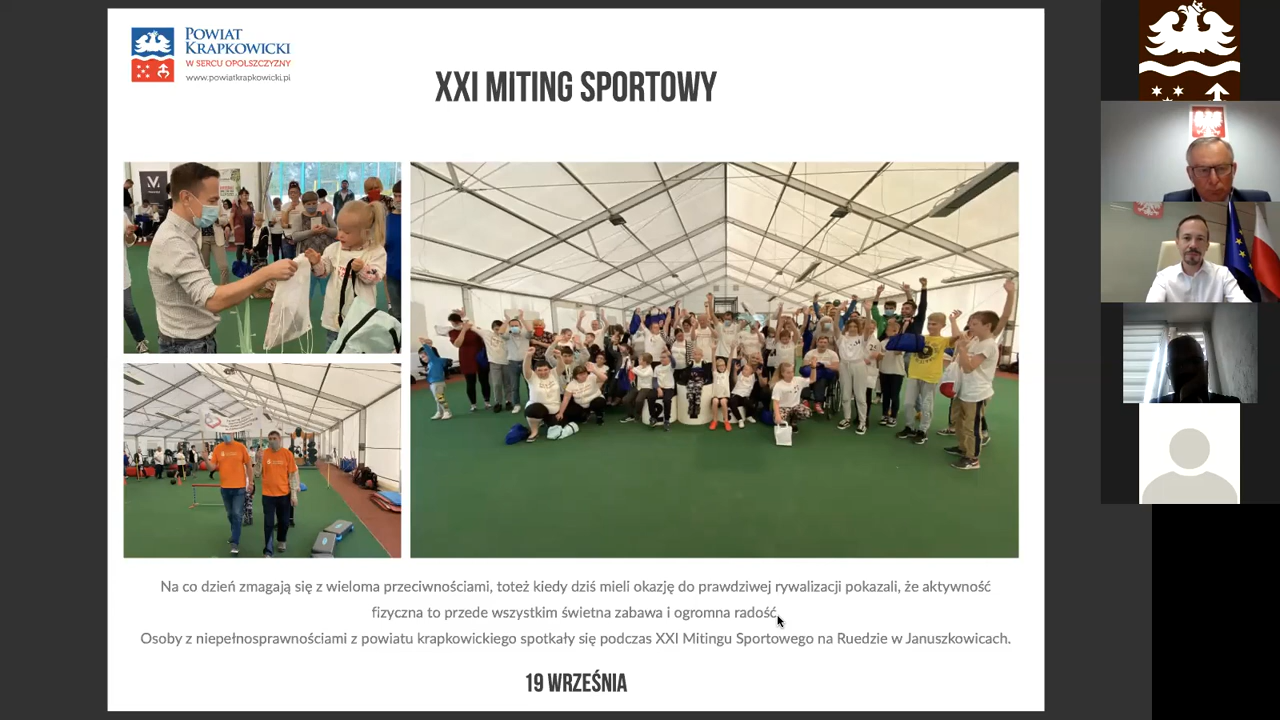 POWIAT
KRAPKOWICKI
W SERCU OPOLSZCZYZNY
www.powiatkrapkowicki.pl
XXI MITING SPORTOWY
Na co dzień zmagają się z wieloma przeciwnościami, toteż kiedy dziś mieli okazję do prawdziwej rywalizacji pokazali, że aktywność
fizyczna to przede wszystkim świetna zabawa i ogromna radość.
Osoby z niepełnosprawnościami z powiatu krapkowickiego spotkały się podczas XXI Mitingu Sportowego na Ruedzie w Januszkowicach.
19 WRZEŚNIA